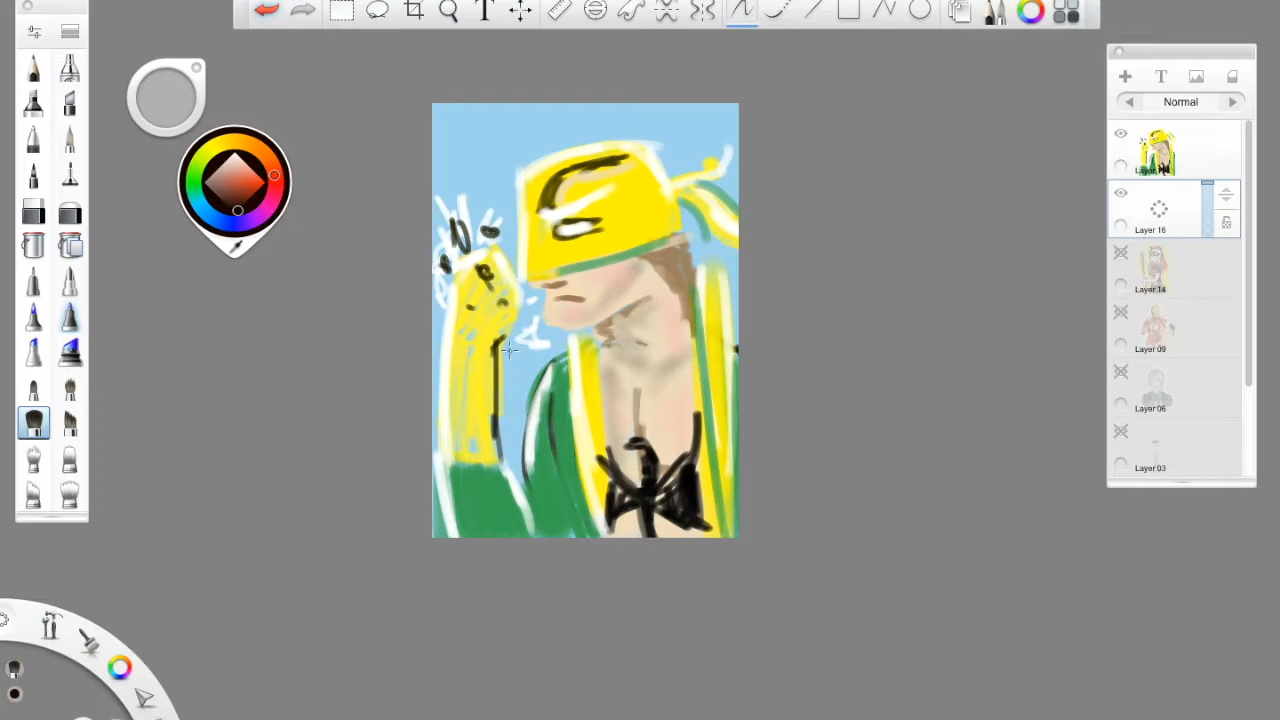 T
T
Normal
Layer 16
Layer 14
Layer 09
Layer 06
Layer 03